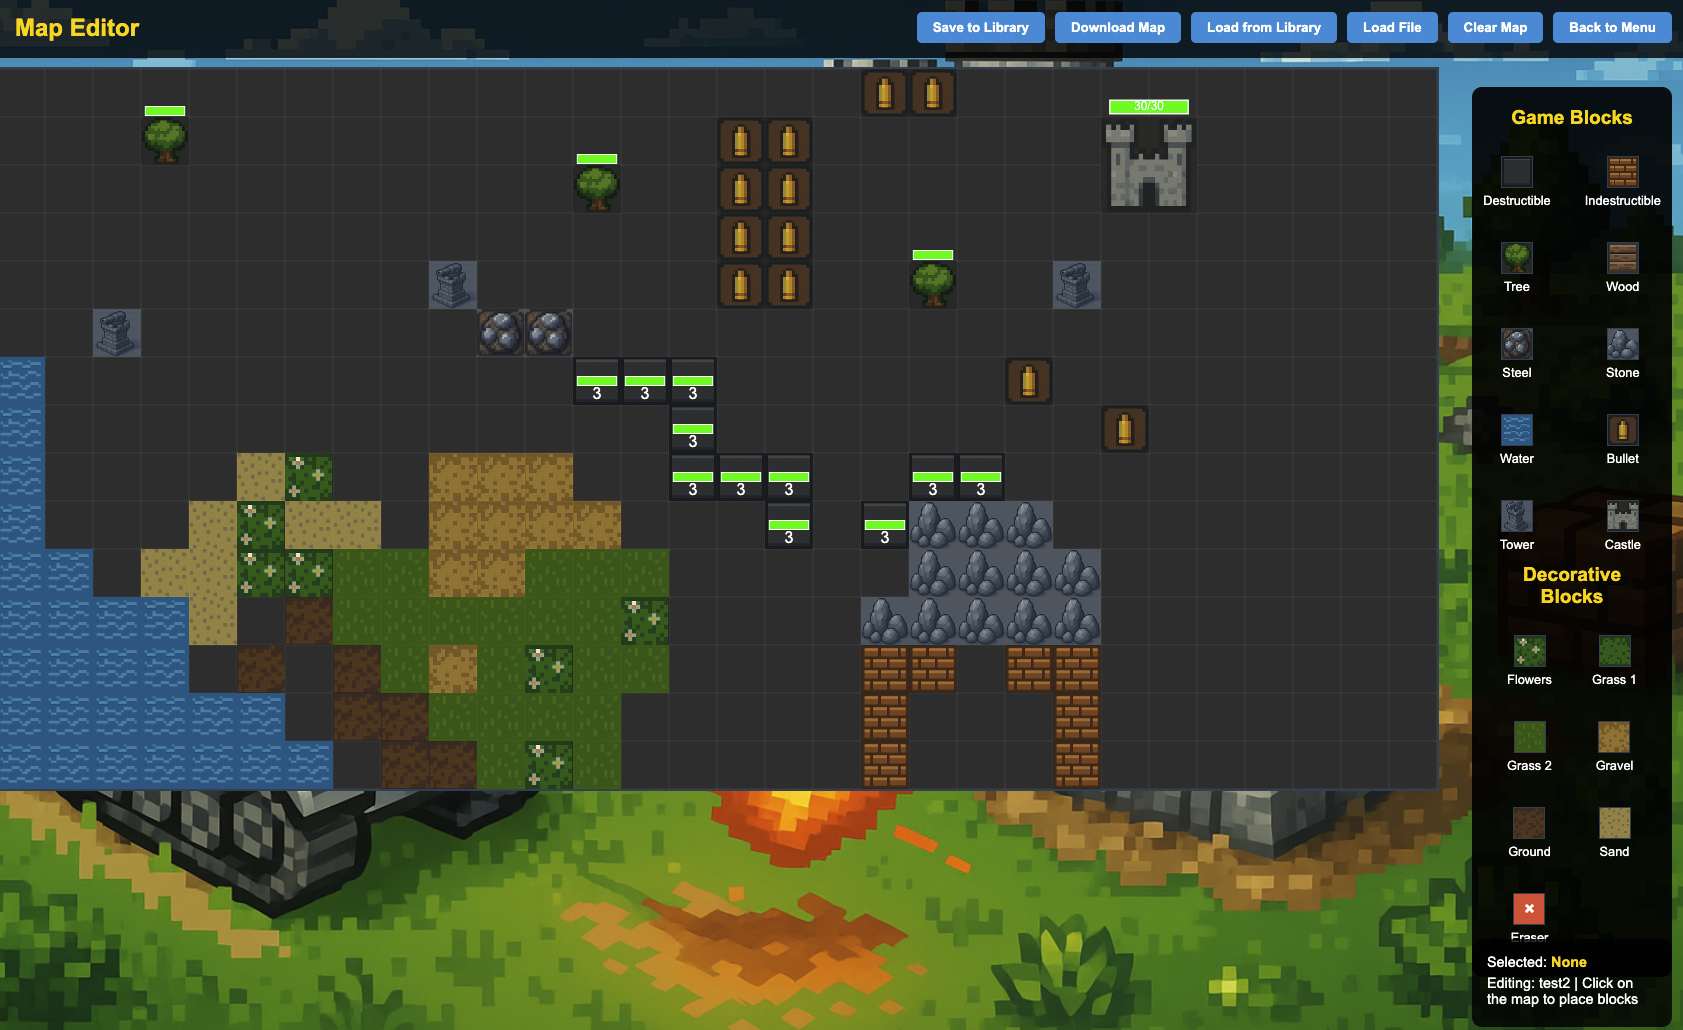 Map Editor
Save to Library
Download Map
Load from Library
Load File
Clear Map
Back to Menu
30/30
3 3 3
3
3 3 3 3 3
3 3
Game Blocks
Destructible Indestructible
Tree Wood
Steel Stone
Water Bullet
Tower Castle
Decorative
Blocks
Flowers Grass 1
Grass 2 Gravel
Ground Sand
Eraser
Selected: None
Editing: test2 | Click on
the map to place blocks